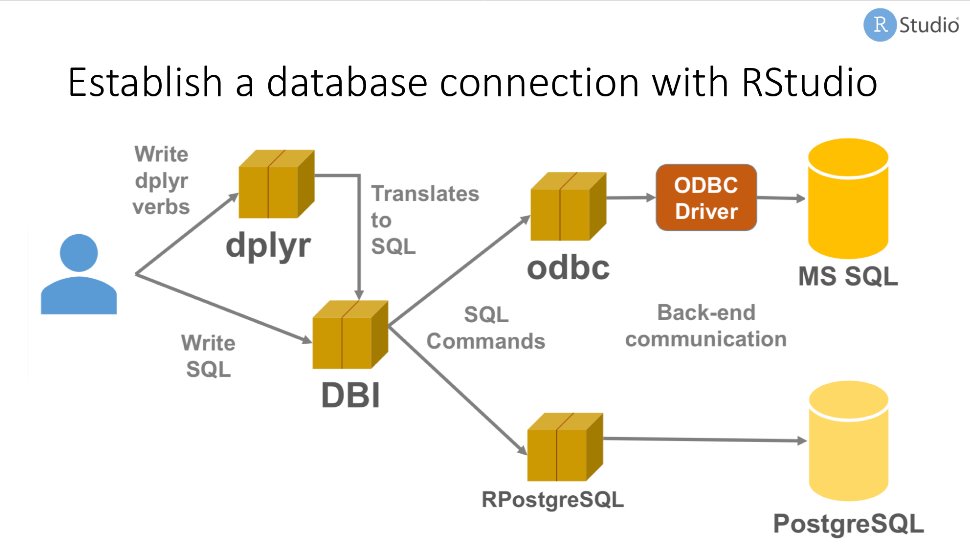 R Studio
Establish a database connection with RStudio
Write
dplyr
verbs
dplyr
Translates
to
SQL
Write
SQL
DBI
SQL
Commands
odbc
ODBC
Driver
MS SQL
Back-end
communication
RPostgreSQL
PostgreSQL